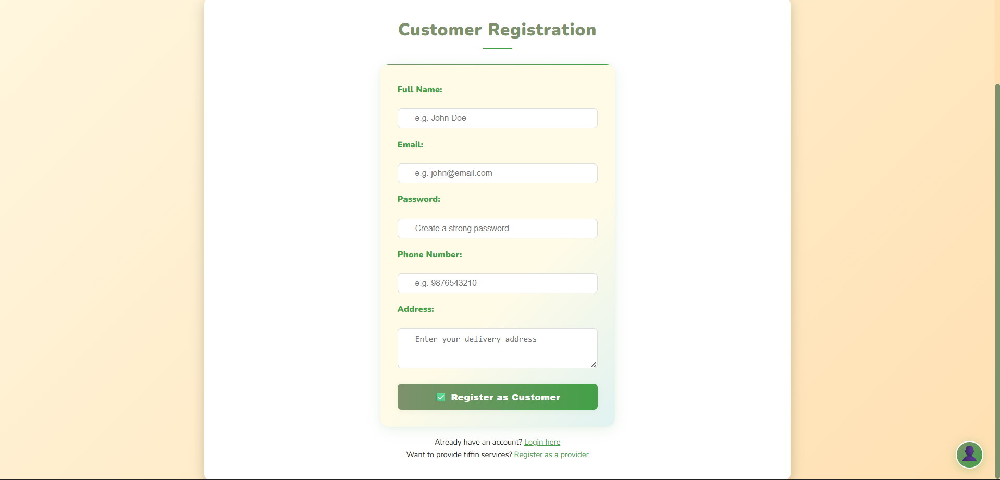 Customer Registration
Full Name:
e.g. John Doe
Email:
e.g. john@email.com
Password:
Create a strong password
Phone Number:
e.g. 9876543210
Address:
Enter your delivery address
✅ Register as Customer
Already have an account? Login here
Want to provide tiffin services? Register as a provider